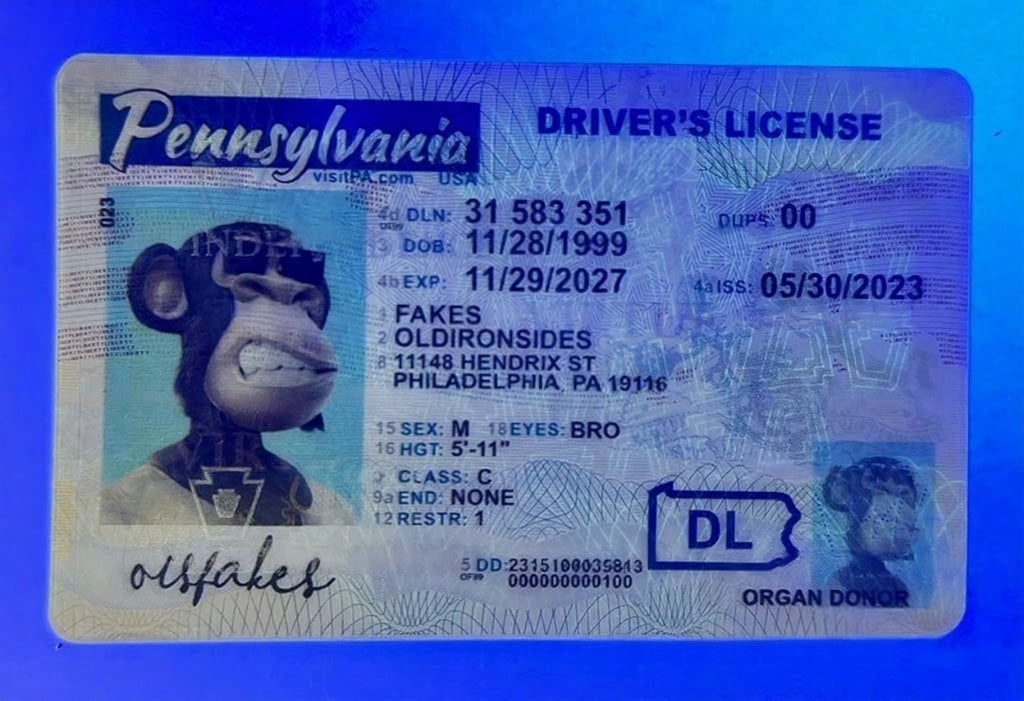 Pennsylvania
visitPA.com USA
DRIVER'S LICENSE
023
4d DLN: 31 583 351
DUPS: 00
3 DOB: 11/28/1999
4b EXP: 11/29/2027
4a ISS: 05/30/2023
1 FAKES
2 OLDIRONSIDES
8 11148 HENDRIX ST
PHILADELPHIA, PA 19116
15 SEX: M 18 EYES: BRO
16 HGT: 5'-11"
9 CLASS: C
9a END: NONE
12 RESTR: 1
DL
oisfakes
5 DD: 2315100035813
000000000100
ORGAN DONOR